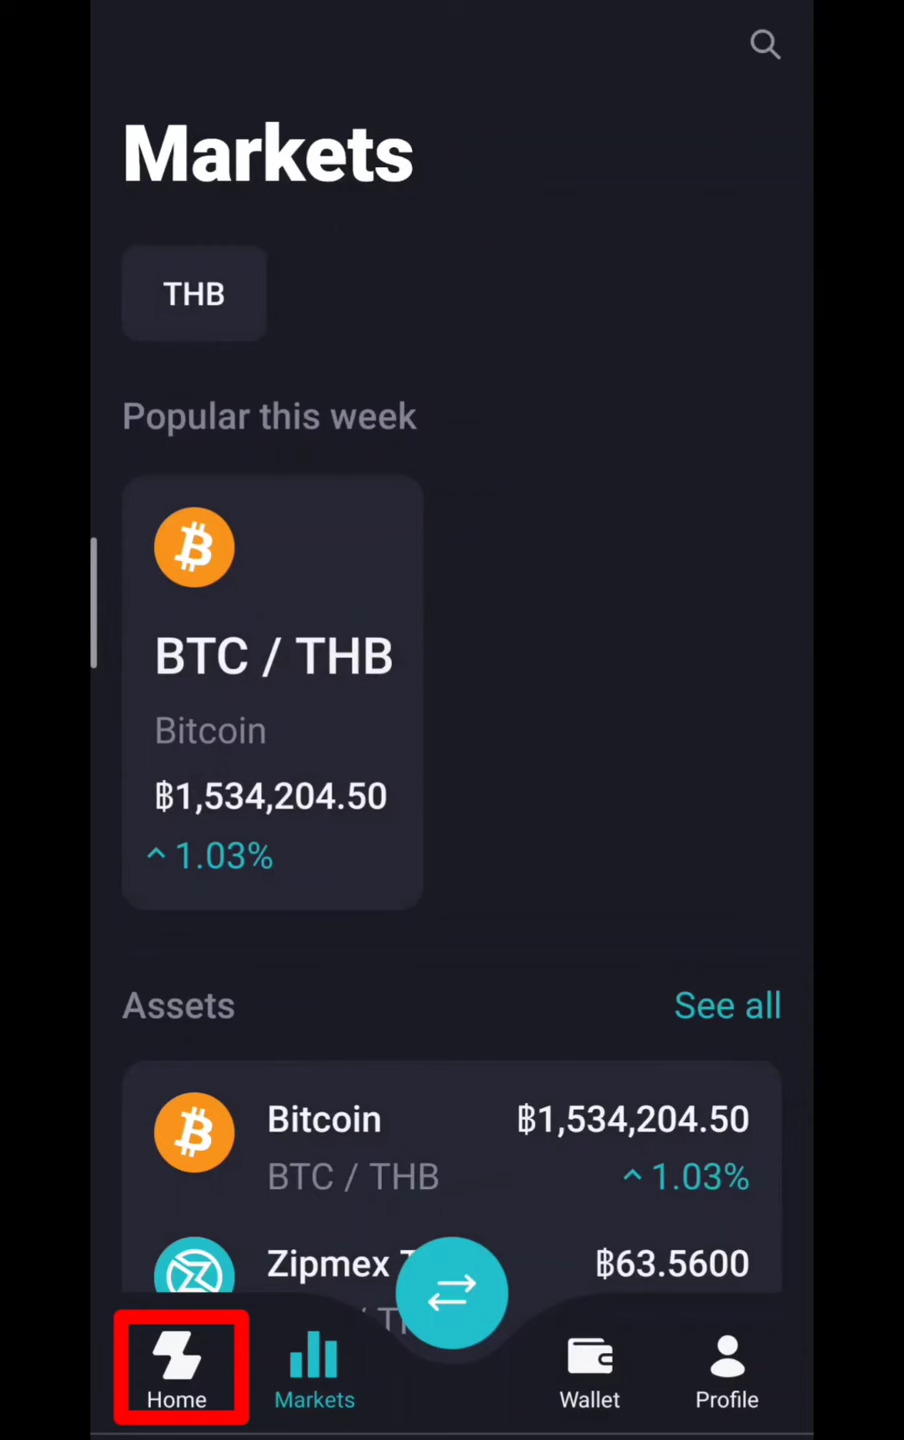 Markets
THB
Popular this week
BTC / THB
Bitcoin
฿1,534,204.50
1.03%
Assets
See all
Bitcoin
฿1,534,204.50
BTC / THB
1.03%
Zipmex
฿63.5600
Home
Markets
Wallet
Profile